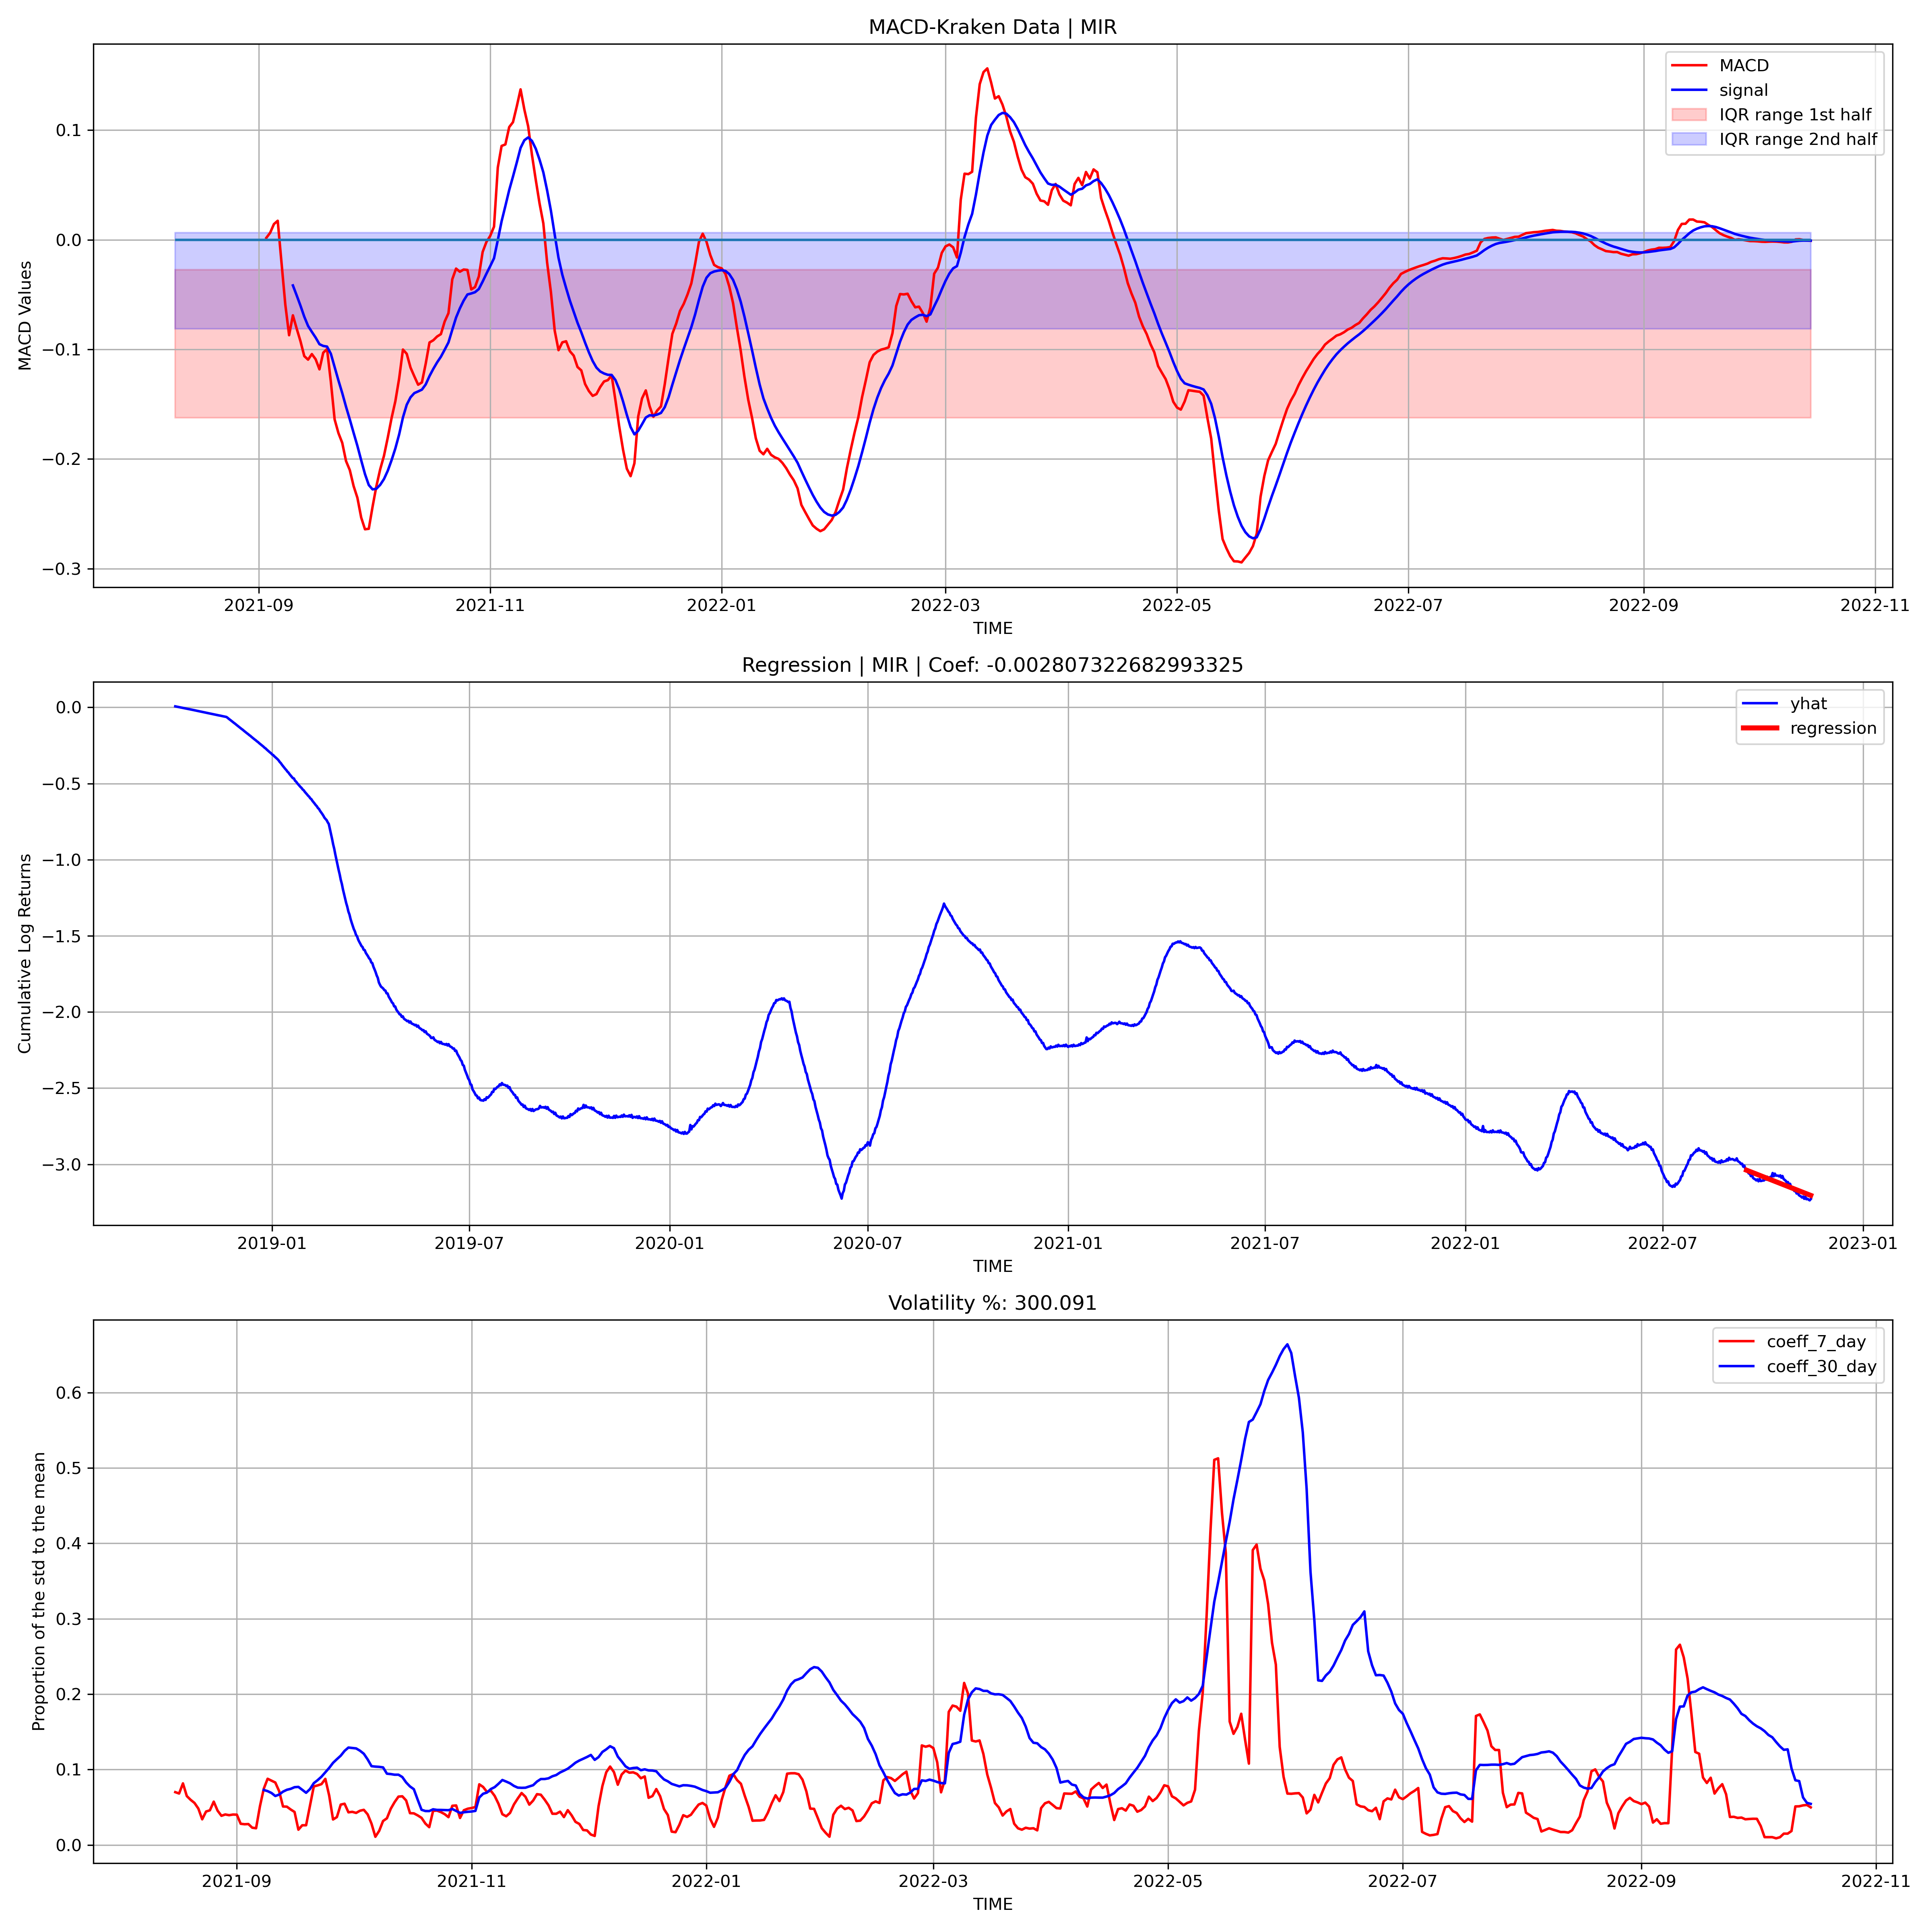 MACD-Kraken Data | MIR
MACD Values
0.1
0.0
−0.1
−0.2
−0.3
MACD
signal
IQR range 1st half
IQR range 2nd half
2021-09 2021-11 2022-01 2022-03 2022-05 2022-07 2022-09 2022-11
TIME
Regression | MIR | Coef: -0.002807322682993325
Cumulative Log Returns
0.0
−0.5
−1.0
−1.5
−2.0
−2.5
−3.0
yhat
regression
2019-01 2019-07 2020-01 2020-07 2021-01 2021-07 2022-01 2022-07 2023-01
TIME
Volatility %: 300.091
Proportion of the std to the mean
0.6
0.5
0.4
0.3
0.2
0.1
0.0
coeff_7_day
coeff_30_day
2021-09 2021-11 2022-01 2022-03 2022-05 2022-07 2022-09 2022-11
TIME